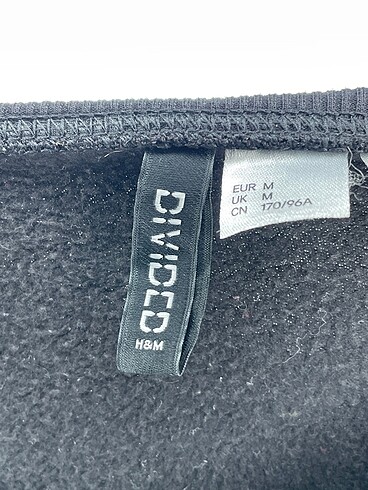 DIVIDED
H&M
EUR M
UK M
CN 170/96A